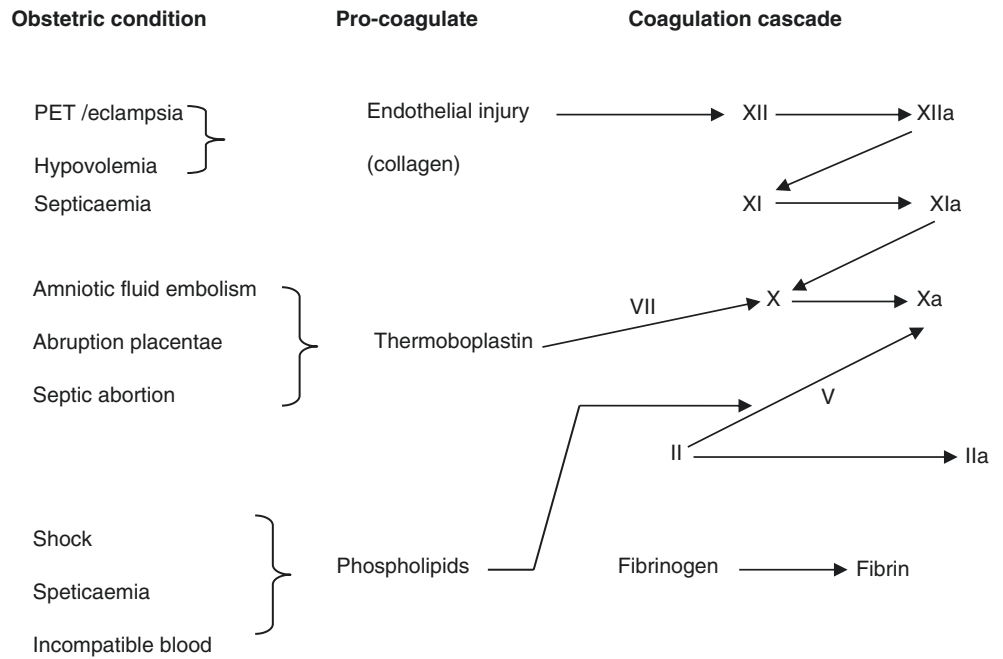 Obstetric condition Pro-coagulate Coagulation cascade
PET /eclampsia Endothelial injury XII XIIa
Hypovolemia (collagen)
Septicaemia XI XIa
Amniotic fluid embolism VII X Xa
Abruption placentae Thermoboplastin
Septic abortion V
II IIa
Shock
Phospholipids Fibrinogen Fibrin
Speticaemia
Incompatible blood